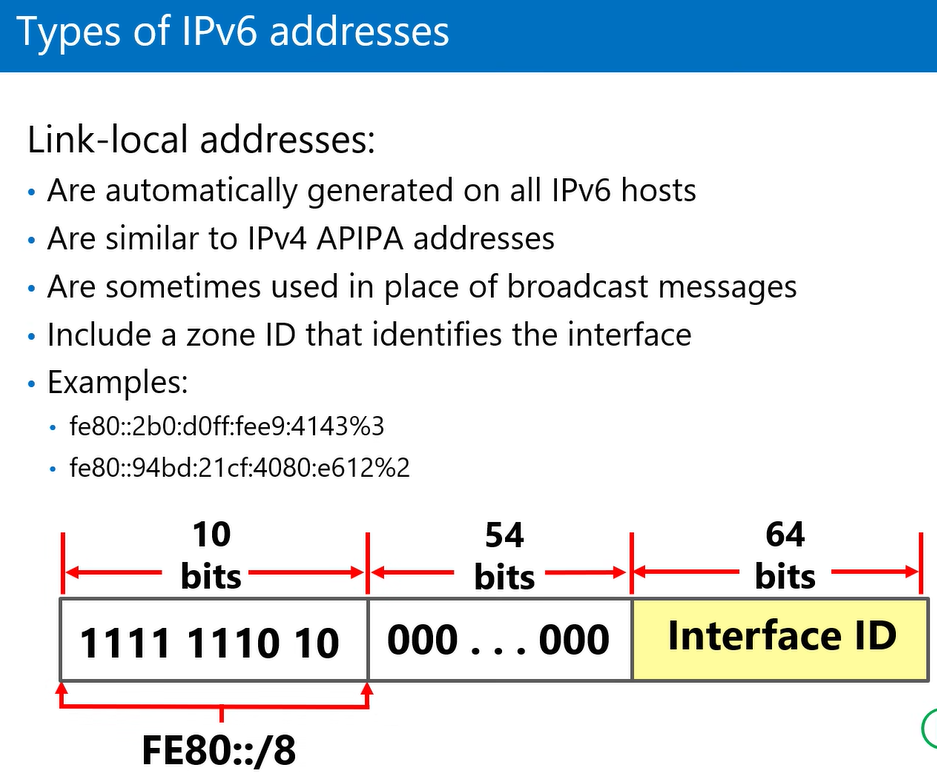 Types of IPv6 addresses
Link-local addresses:
• Are automatically generated on all IPv6 hosts
• Are similar to IPv4 APIPA addresses
• Are sometimes used in place of broadcast messages
• Include a zone ID that identifies the interface
• Examples:
• fe80::2b0:d0ff:fee9:4143%3
• fe80::94bd:21cf:4080:e612%2
10 bits
54 bits
64 bits
1111 1110 10
000 . . . 000
Interface ID
FE80::/8